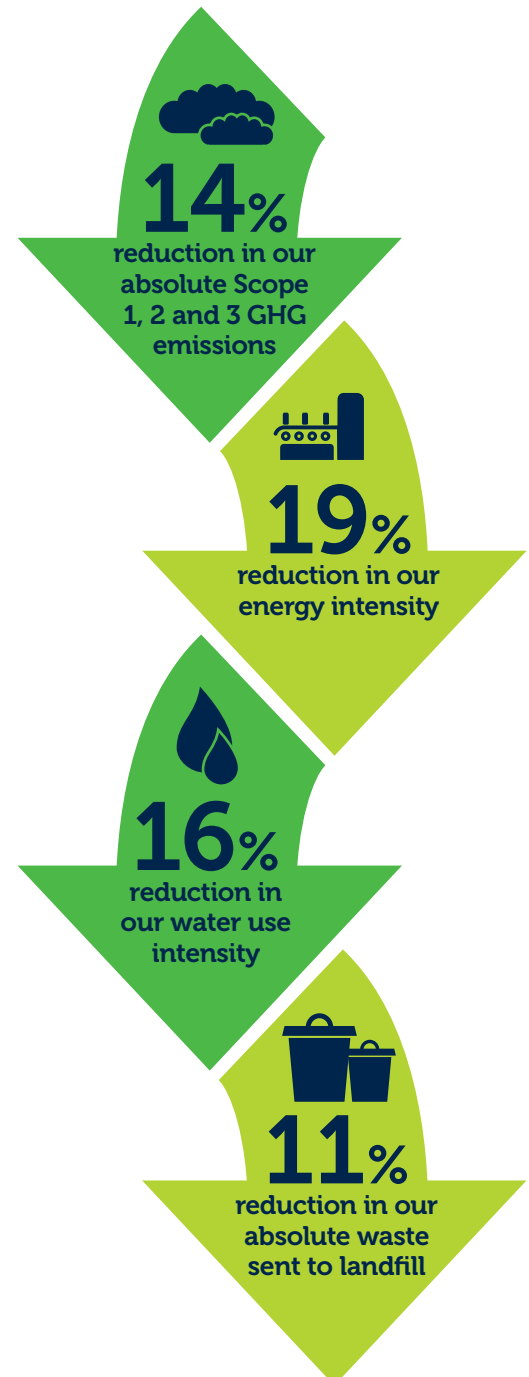 14%
reduction in our
absolute Scope
1, 2 and 3 GHG
emissions
19%
reduction in our
energy intensity
16%
reduction in
our water use
intensity
11%
reduction in our
absolute waste
sent to landfill